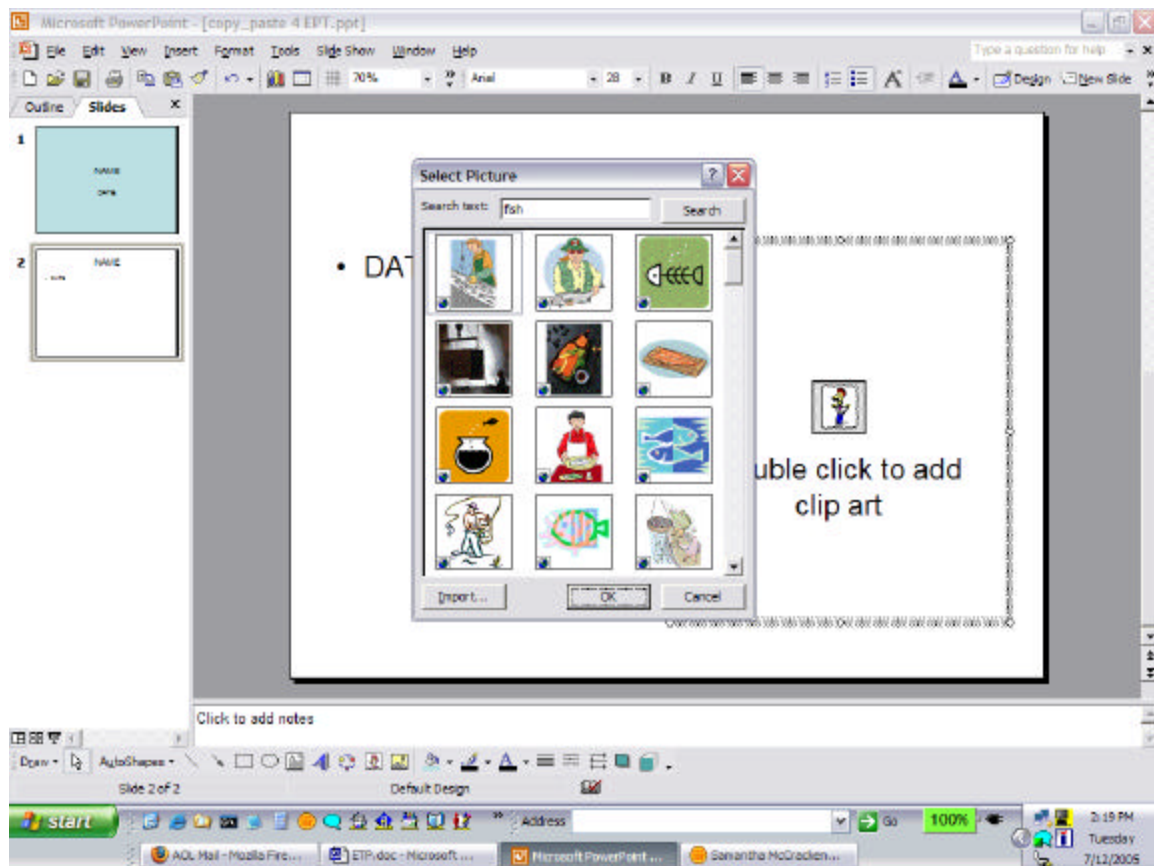 Microsoft PowerPoint - [copy_paste 4 EPT.ppt]
File Edit View Insert Format Tools Slide Show Window Help
Type a question for help
70% Arial 28 B I U A A Design New Slide
Outline Slides
1
NAME
DATE
2
NAME
Select Picture
Search text: fish Search
• DAT
uble click to add
clip art
Import... OK Cancel
Click to add notes
Draw AutoShapes
Slide 2 of 2 Default Design
start Address Go 100% 2:19 PM
Tuesday
AOL Mail - Mozilla Fire... ETP.doc - Microsoft ... Microsoft PowerPoint ... Samantha McCracken... 7/12/2005